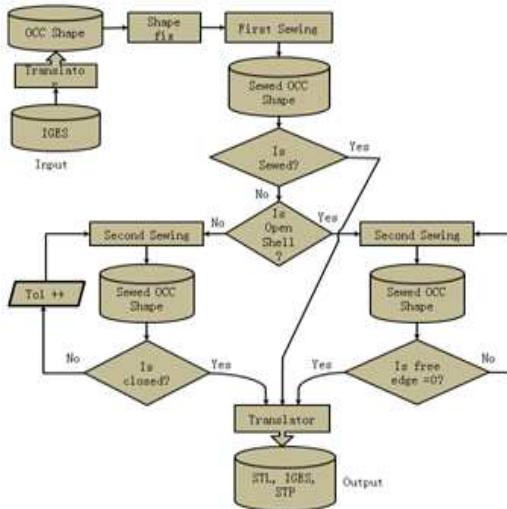 OCC Shape
Shape
fix
First Sewing
Translato
r
Sewed OCC
Shape
IGES
Input
Is
Sewed?
Yes
No
Is
Open
Shell
?
No
Yes
Second Sewing
Second Sewing
Tol ++
Sewed OCC
Shape
Sewed OCC
Shape
No
Is
closed?
Yes
Yes
Is free
edge =0?
No
Translator
STL, IGES,
STP
Output